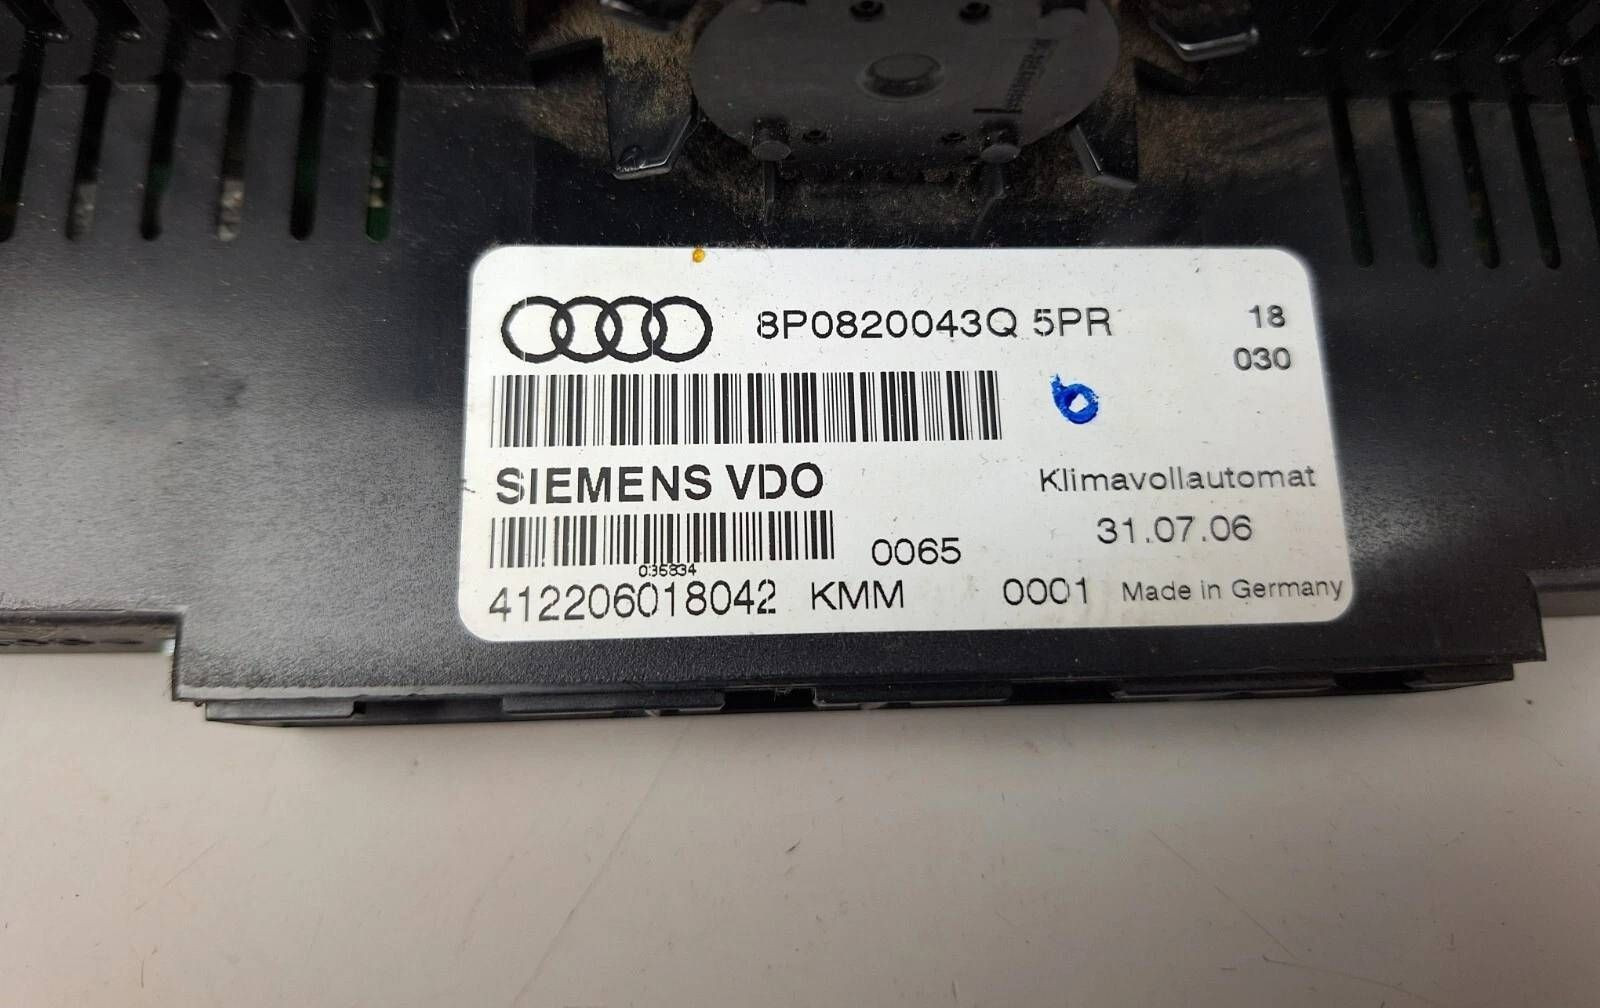 8P0820043Q 5PR
18
030
SIEMENS VDO
Klimavollautomat
31.07.06
0065
036834
412206018042 KMM 0001 Made in Germany